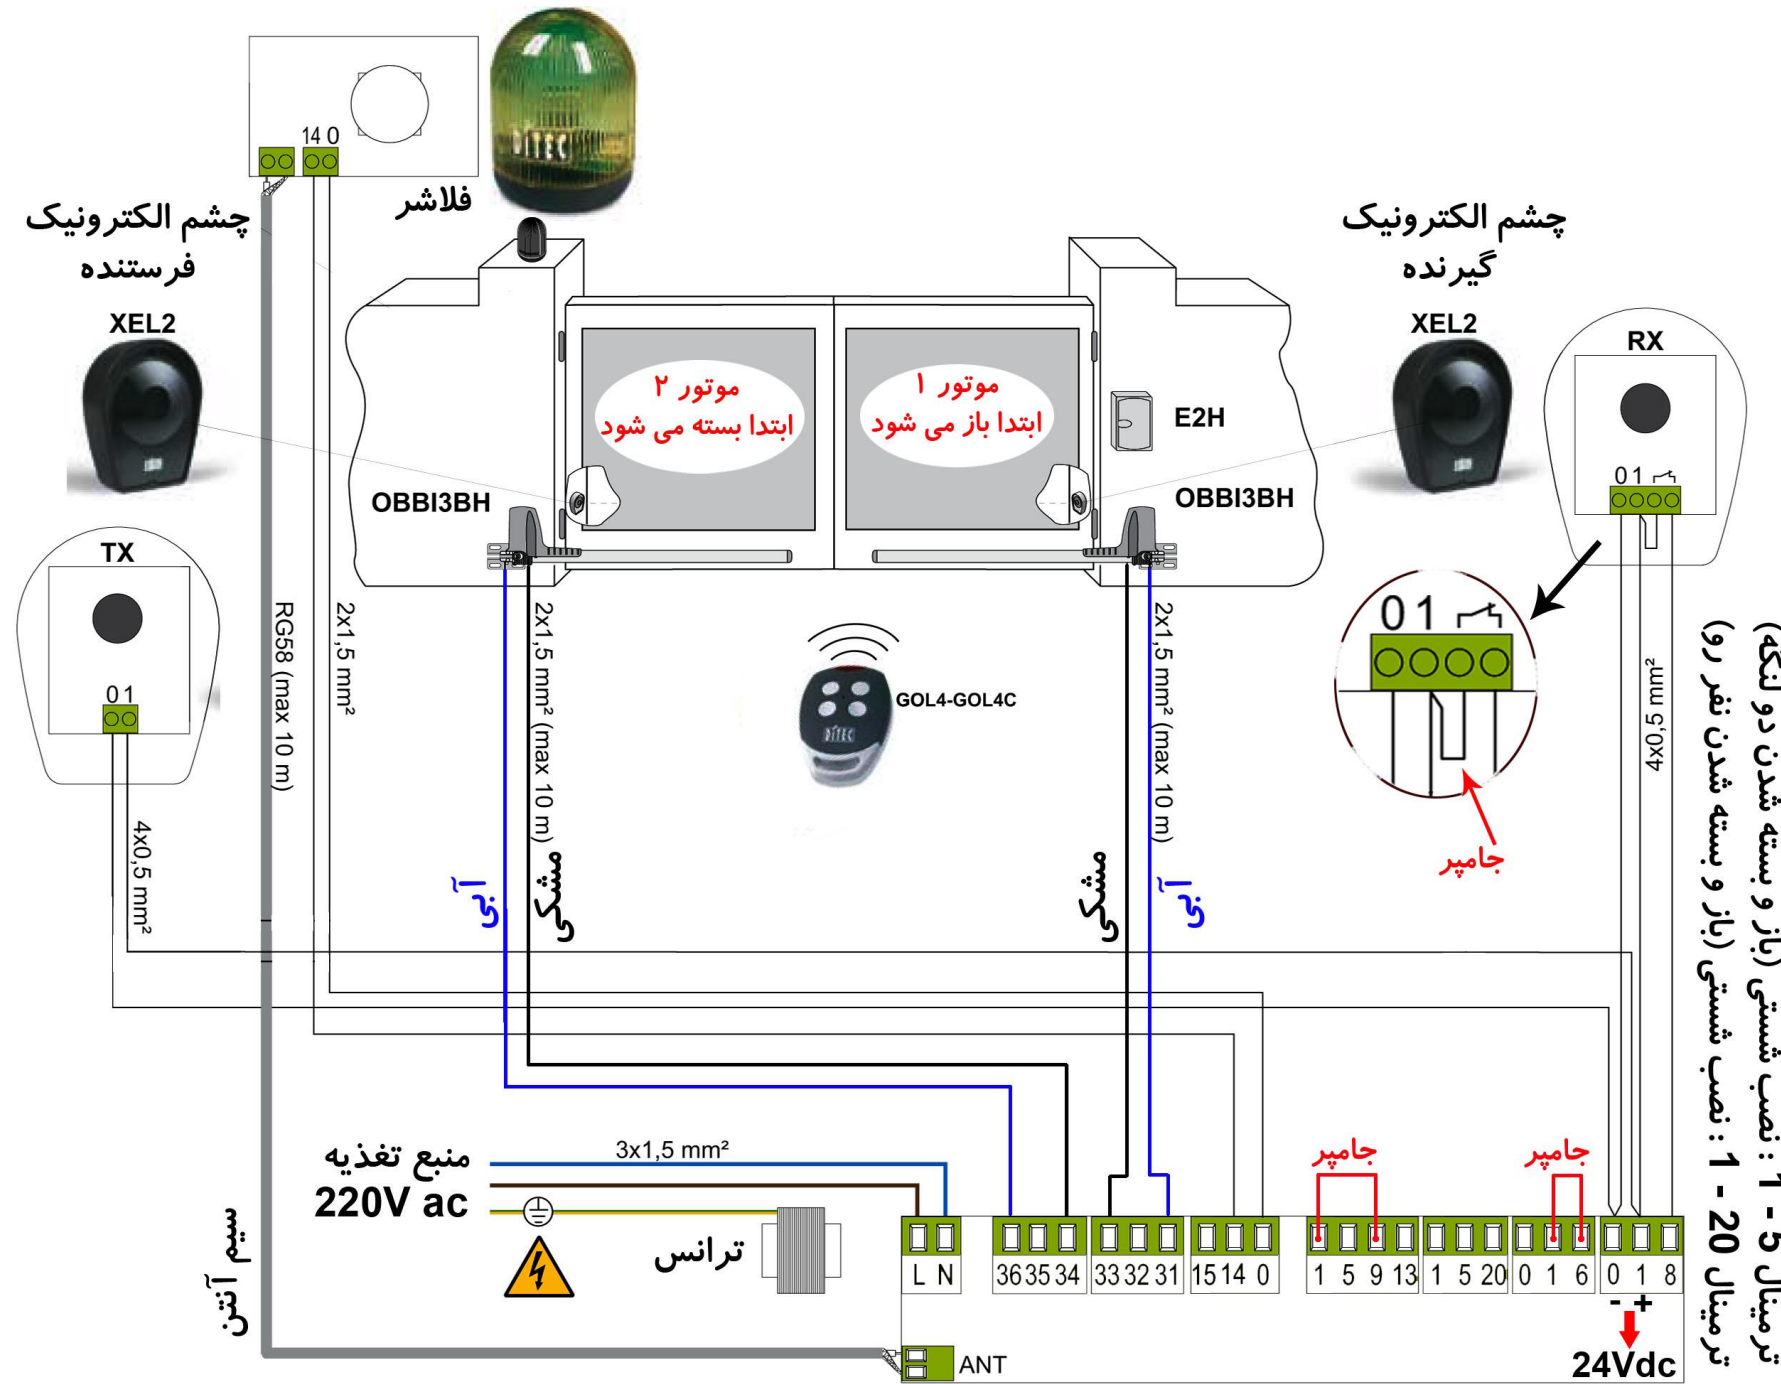 14 0
DITEC
فلاشر
چشم الکترونیک
فرستنده
XEL2
چشم الکترونیک
گیرنده
XEL2
RX
0 1
موتور ۲
ابتدا بسته می شود
موتور ۱
ابتدا باز می شود
E2H
OBBI3BH
OBBI3BH
TX
0 1
RG58 (max 10 m)
2x1,5 mm²
2x1,5 mm² (max 10 m)
2x1,5 mm² (max 10 m)
GOL4-GOL4C
DITEC
0 1
جامپر
4x0,5 mm²
4x0,5 mm²
آبی
مشکی
مشکی
آبی
ترمینال 5 - 1 : نصب شستی (باز و بسته شدن دو لنگه)
ترمینال 20 - 1 : نصب شستی (باز و بسته شدن نفر رو)
منبع تغذیه
220V ac
3x1,5 mm²
ترانس
سیم آنتن
جامپر
جامپر
L N
36 35 34
33 32 31
15 14 0
1 5 9 13
1 5 20
0 1 6
0 1 8
- +
24Vdc
ANT